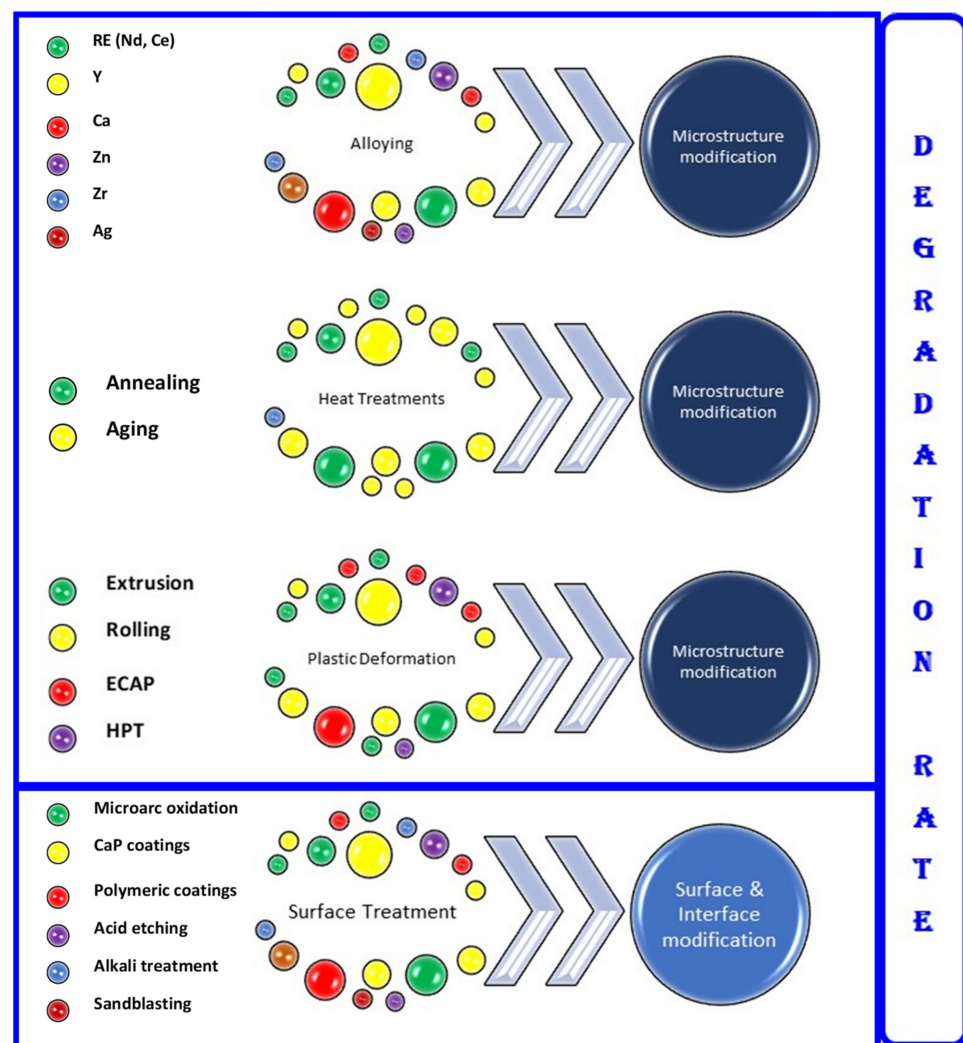 RE (Nd, Ce)
Y
Ca
Zn
Zr
Ag
Alloying
Microstructure
modification
Annealing
Aging
Heat Treatments
Microstructure
modification
Extrusion
Rolling
ECAP
HPT
Plastic Deformation
Microstructure
modification
Microarc oxidation
CaP coatings
Polymeric coatings
Acid etching
Alkali treatment
Sandblasting
Surface Treatment
Surface &
Interface
modification
DEGRADATION RATE